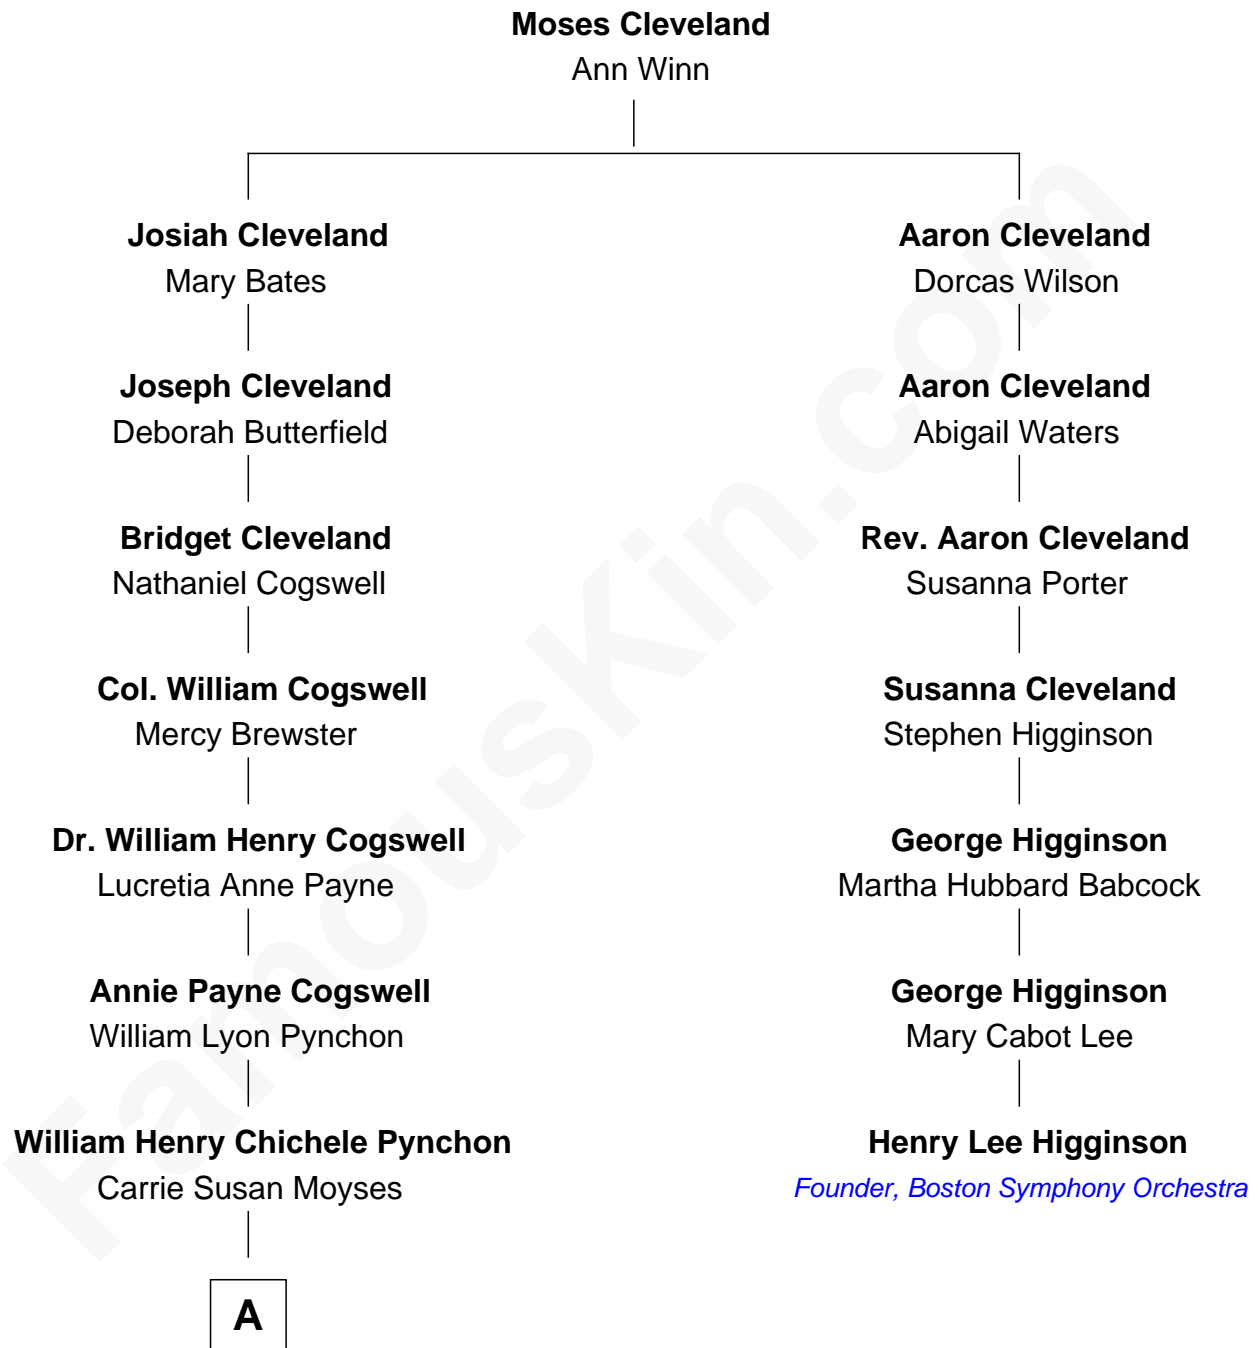 Moses Cleveland
Ann Winn
Josiah Cleveland
Mary Bates
Aaron Cleveland
Dorcas Wilson
Joseph Cleveland
Deborah Butterfield
Aaron Cleveland
Abigail Waters
Bridget Cleveland
Nathaniel Cogswell
Rev. Aaron Cleveland
Susanna Porter
Col. William Cogswell
Mercy Brewster
Susanna Cleveland
Stephen Higginson
Dr. William Henry Cogswell
Lucretia Anne Payne
George Higginson
Martha Hubbard Babcock
Annie Payne Cogswell
William Lyon Pynchon
George Higginson
Mary Cabot Lee
William Henry Chichele Pynchon
Carrie Susan Moyses
Henry Lee Higginson
Founder, Boston Symphony Orchestra
A
FamousKin.com